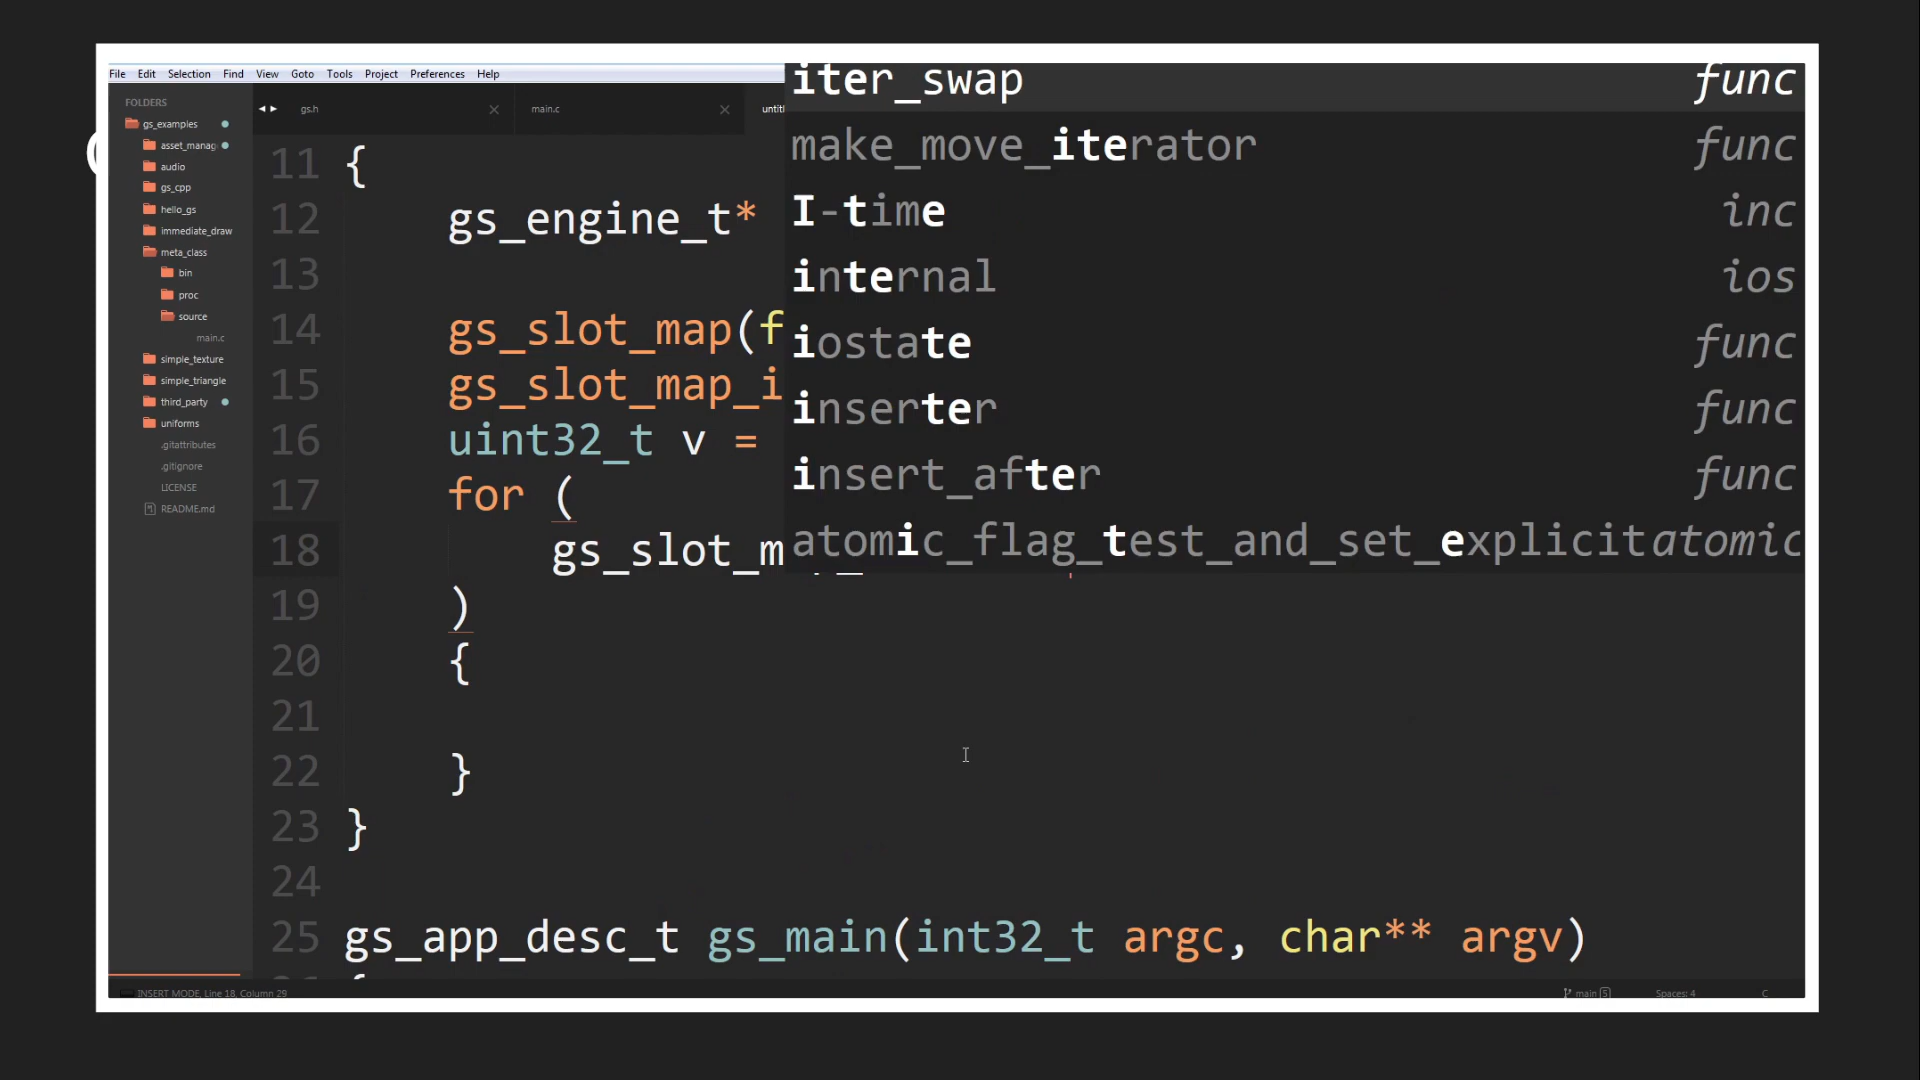 File Edit Selection Find View Goto Tools Project Preferences Help
FOLDERS
gs_examples
asset_manag
audio
gs_cpp
hello_gs
immediate_draw
meta_class
bin
proc
source
main.c
simple_texture
simple_triangle
third_party
uniforms
.gitattributes
.gitignore
LICENSE
README.md
gs.h
main.c
untitl
11 {
12 gs_engine_t*
13
14 gs_slot_map(f
15 gs_slot_map_i
16 uint32_t v =
17 for (
18 gs_slot_m
19 )
20 {
21
22 }
23 }
24
25 gs_app_desc_t gs_main(int32_t argc, char** argv)
iter_swap func
make_move_iterator func
I-time inc
internal ios
iostate func
inserter func
insert_after func
atomic_flag_test_and_set_explicit atomic
INSERT MODE, Line 18, Column 29
main 5
Spaces: 4
C